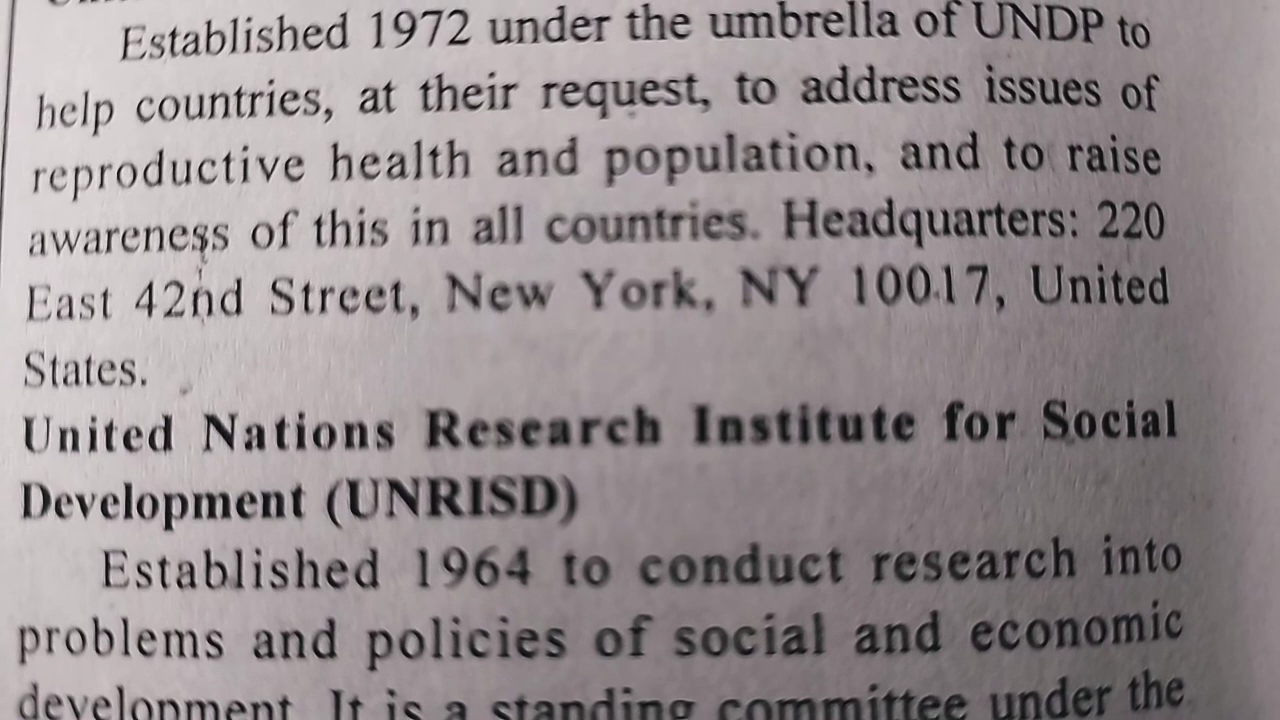 Established 1972 under the umbrella of UNDP to
help countries, at their request, to address issues of
reproductive health and population, and to raise
awareness of this in all countries. Headquarters: 220
East 42nd Street, New York, NY 10017, United
States.
United Nations Research Institute for Social
Development (UNRISD)
Established 1964 to conduct research into
problems and policies of social and economic
development. It is a standing committee under the